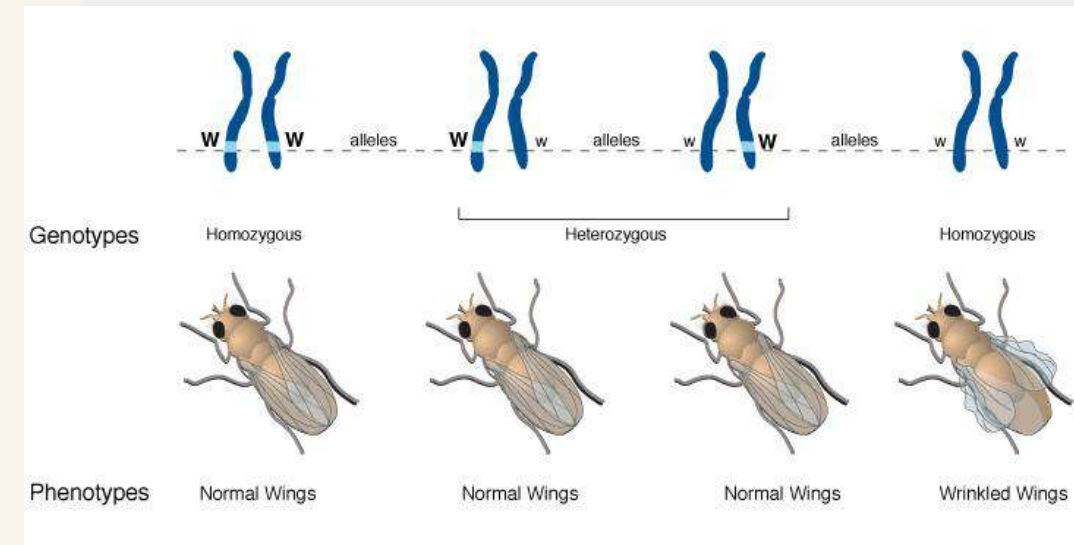 W W alleles W w alleles w W alleles w w
Genotypes Homozygous Heterozygous Homozygous
Phenotypes Normal Wings Normal Wings Normal Wings Wrinkled Wings